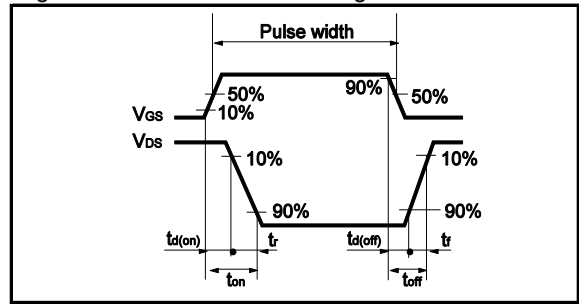 Pulse width
90%
50%
50%
10%
VGS
VDS
10%
10%
90%
90%
td(on)
tr
td(off)
tf
ton
toff